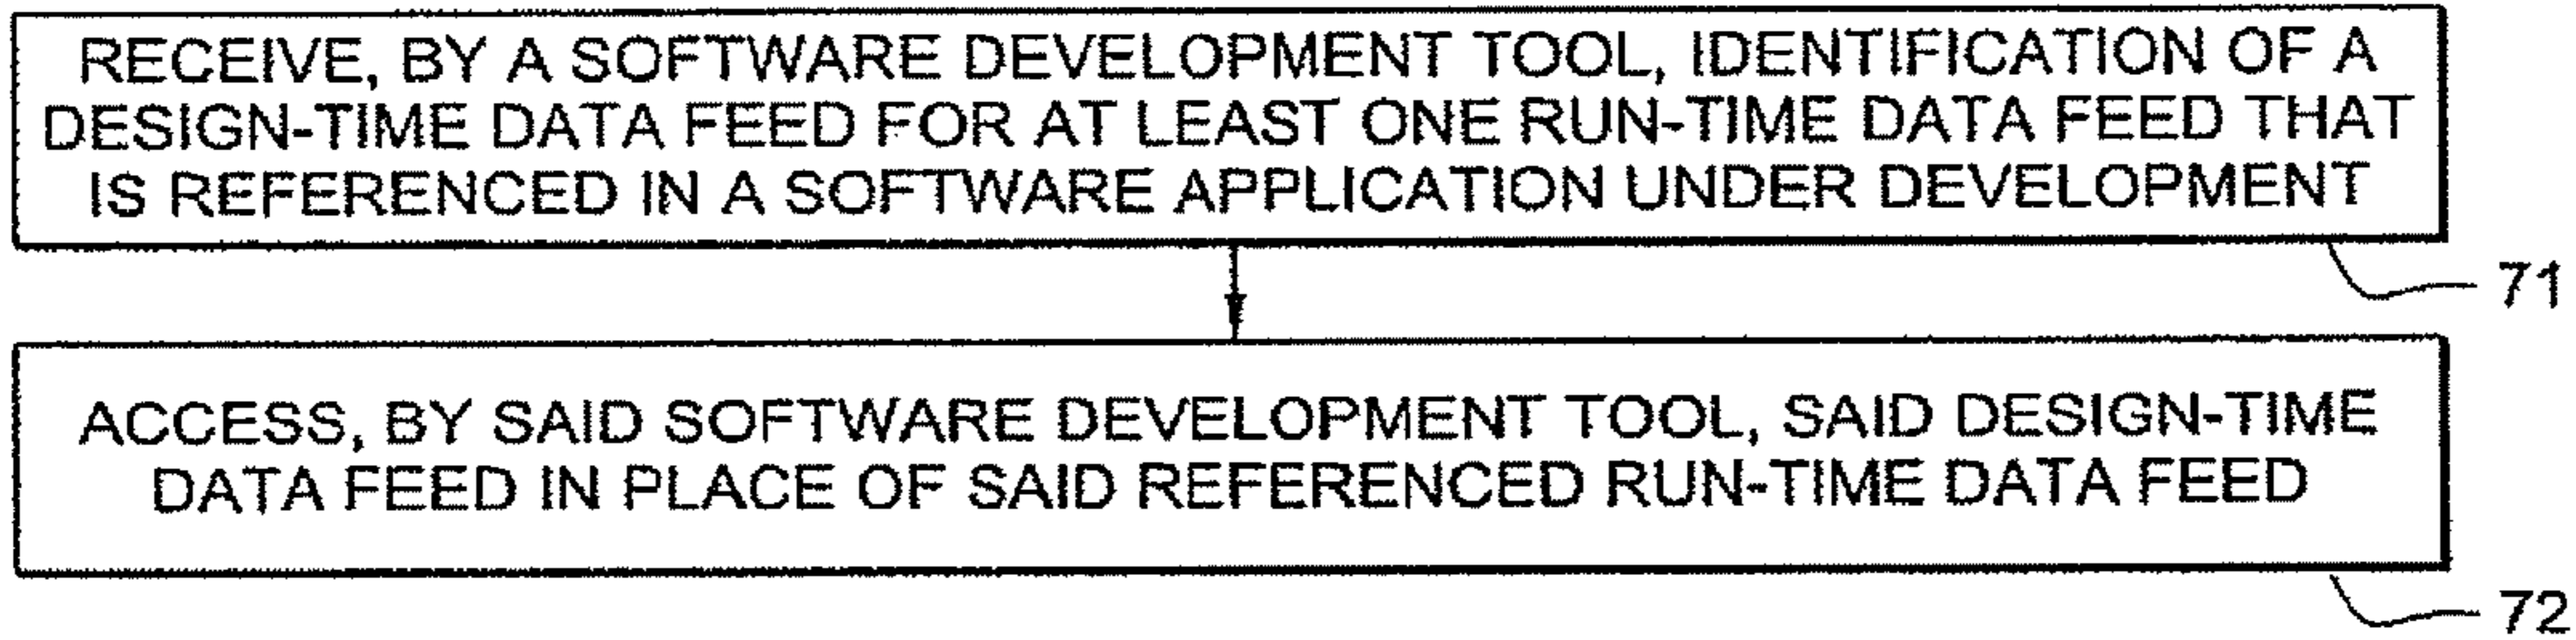 RECEIVE, BY A SOFTWARE DEVELOPMENT TOOL, IDENTIFICATION OF A
DESIGN-TIME DATA FEED FOR AT LEAST ONE RUN-TIME DATA FEED THAT
IS REFERENCED IN A SOFTWARE APPLICATION UNDER DEVELOPMENT
71
ACCESS, BY SAID SOFTWARE DEVELOPMENT TOOL, SAID DESIGN-TIME
DATA FEED IN PLACE OF SAID REFERENCED RUN-TIME DATA FEED
72